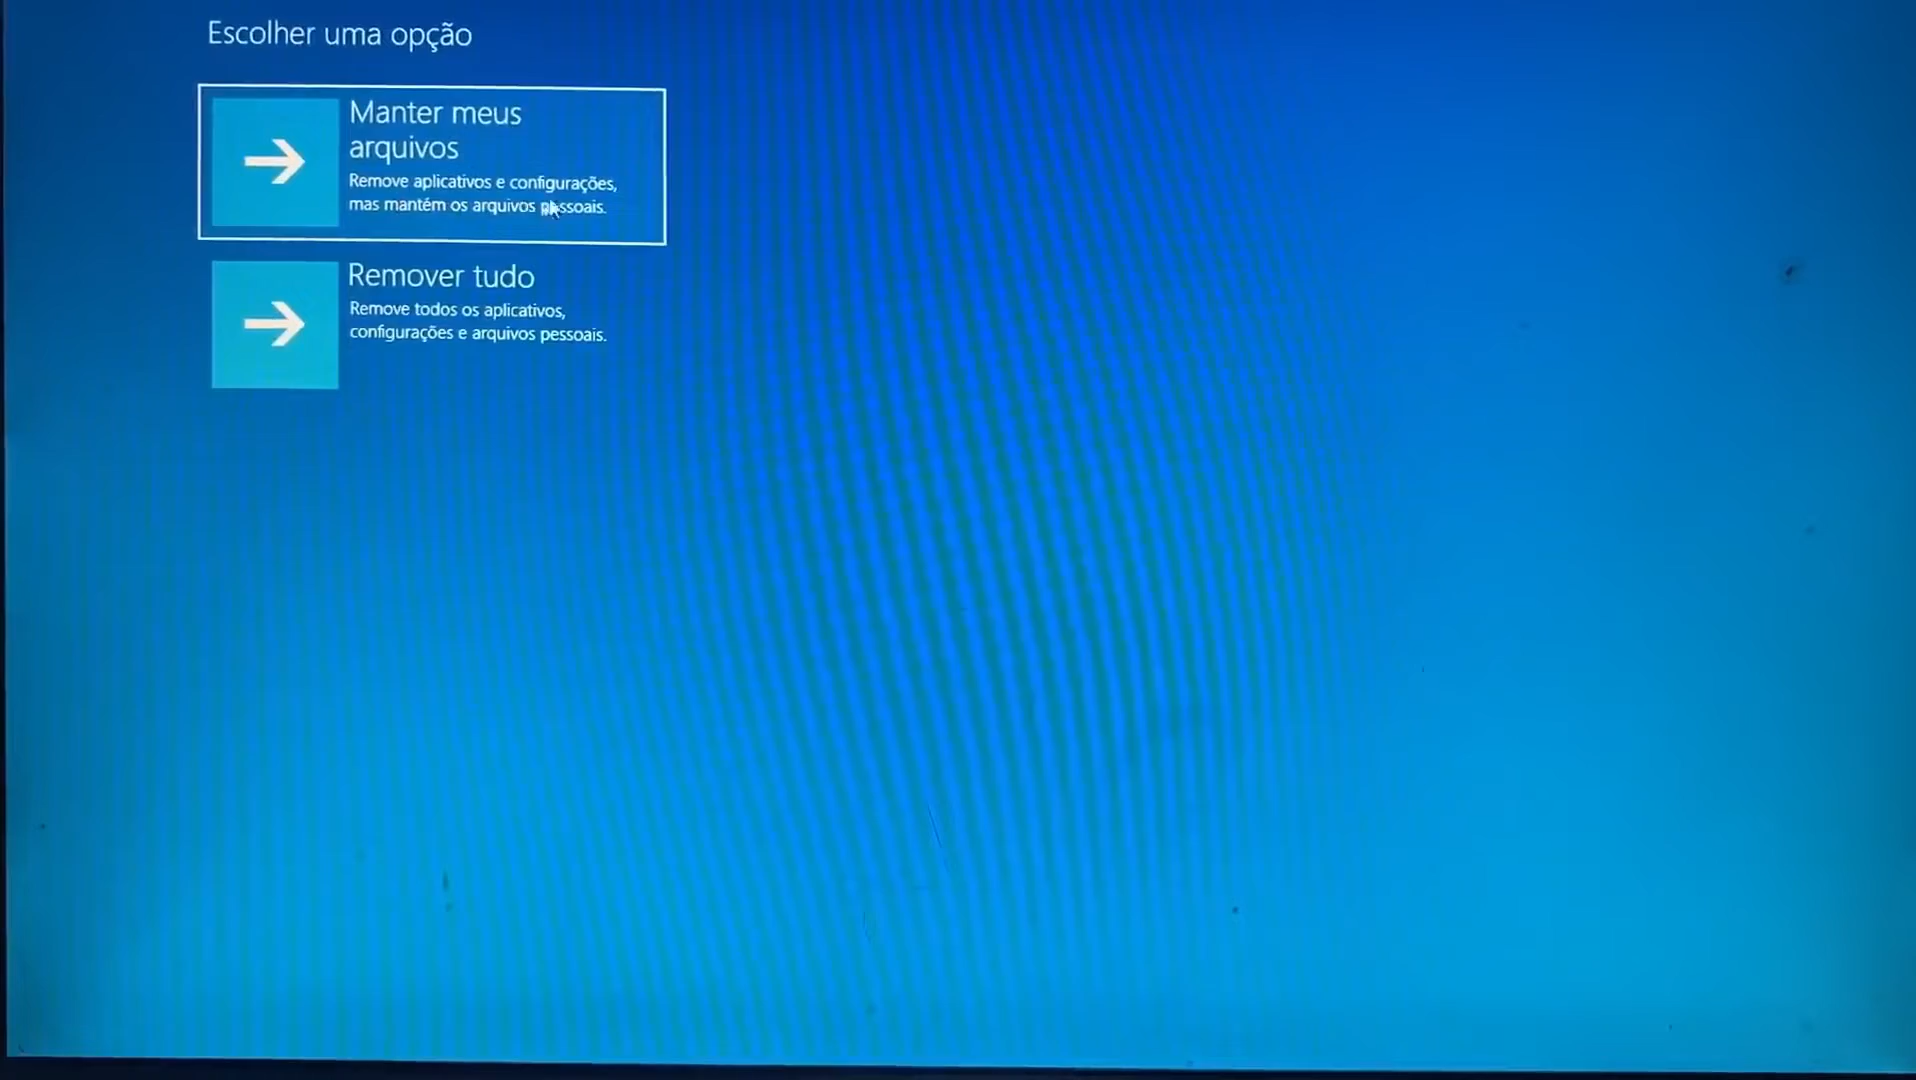 Escolher uma opção
Manter meus
arquivos
Remove aplicativos e configurações,
mas mantém os arquivos pessoais.
Remover tudo
Remove todos os aplicativos,
configurações e arquivos pessoais.